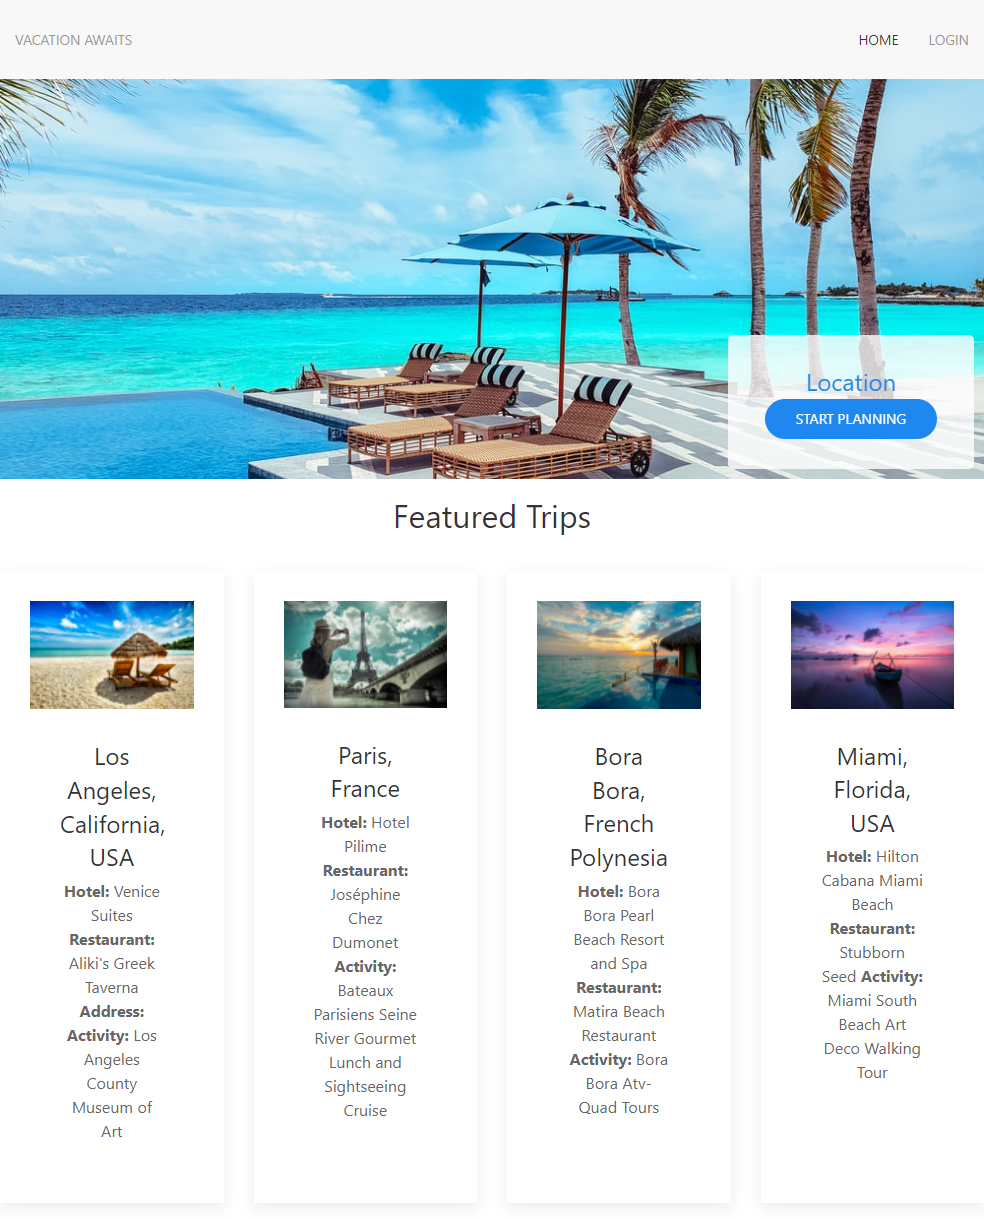 VACATION AWAITS
HOME
LOGIN
Location
START PLANNING
Featured Trips
Los
Angeles,
California,
USA
Hotel: Venice
Suites
Restaurant:
Aliki's Greek
Taverna
Address:
Activity: Los
Angeles
County
Museum of
Art
Paris,
France
Hotel: Hotel
Pilime
Restaurant:
Joséphine
Chez
Dumonet
Activity:
Bateaux
Parisiens Seine
River Gourmet
Lunch and
Sightseeing
Cruise
Bora
Bora,
French
Polynesia
Hotel: Bora
Bora Pearl
Beach Resort
and Spa
Restaurant:
Matira Beach
Restaurant
Activity: Bora
Bora Atv-
Quad Tours
Miami,
Florida,
USA
Hotel: Hilton
Cabana Miami
Beach
Restaurant:
Stubborn
Seed Activity:
Miami South
Beach Art
Deco Walking
Tour